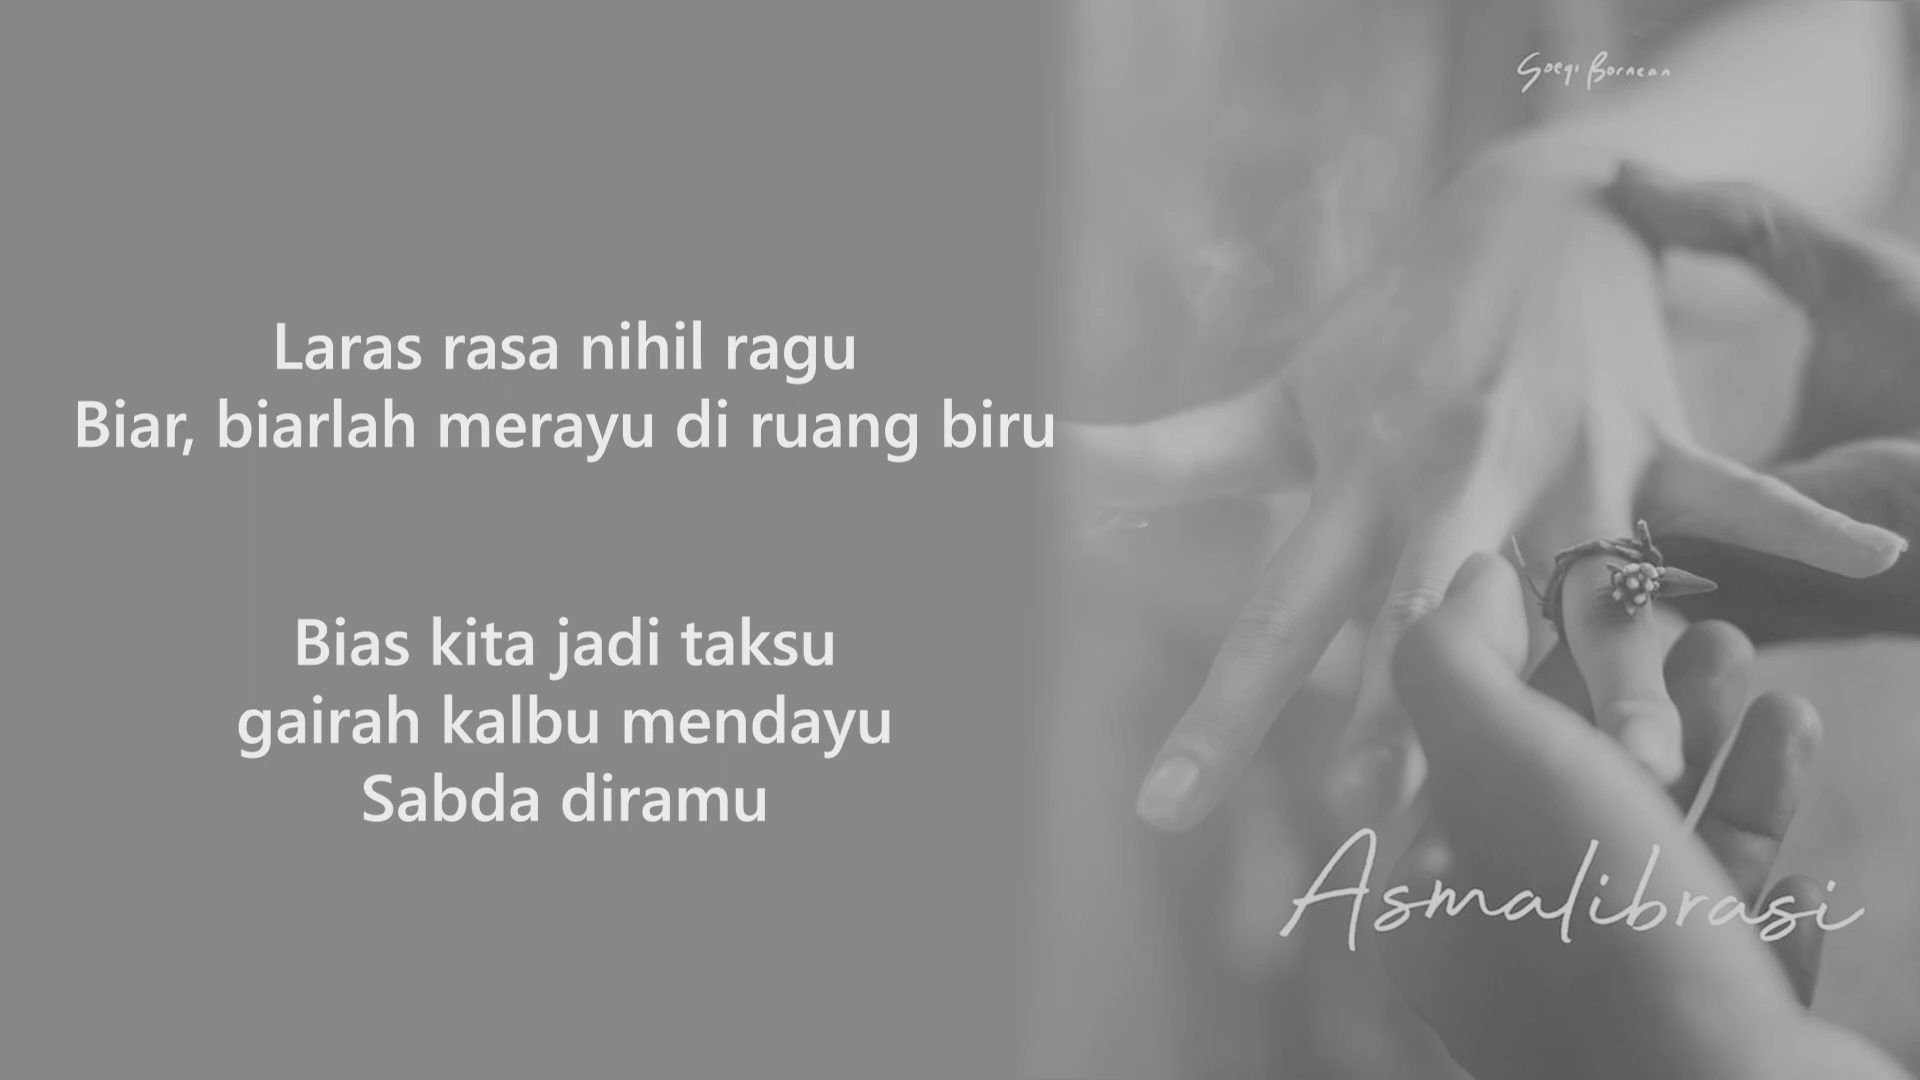 Soegi Bornean
Laras rasa nihil ragu
Biar, biarlah merayu di ruang biru
Bias kita jadi taksu
gairah kalbu mendayu
Sabda diramu
Asmalibrasi